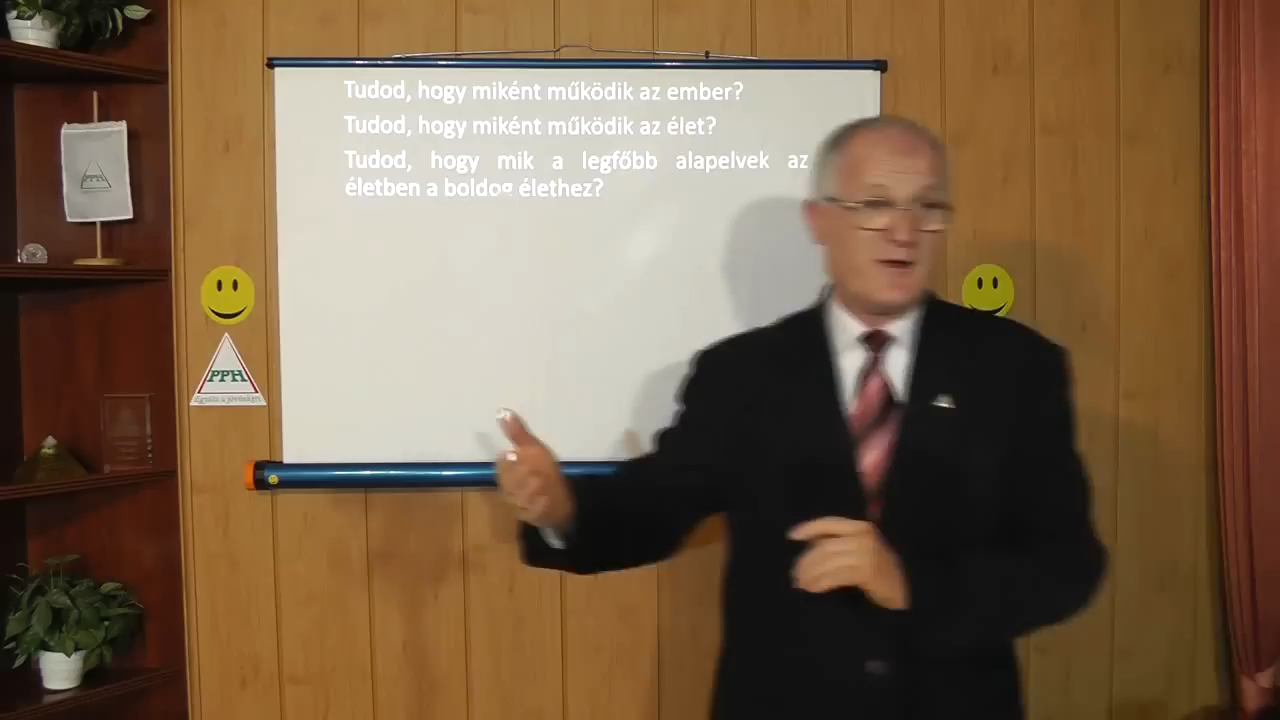 Tudod, hogy miként működik az ember?
Tudod, hogy miként működik az élet?
Tudod, hogy mik a legfőbb alapelvek az
életben a boldog élethez?
PPH